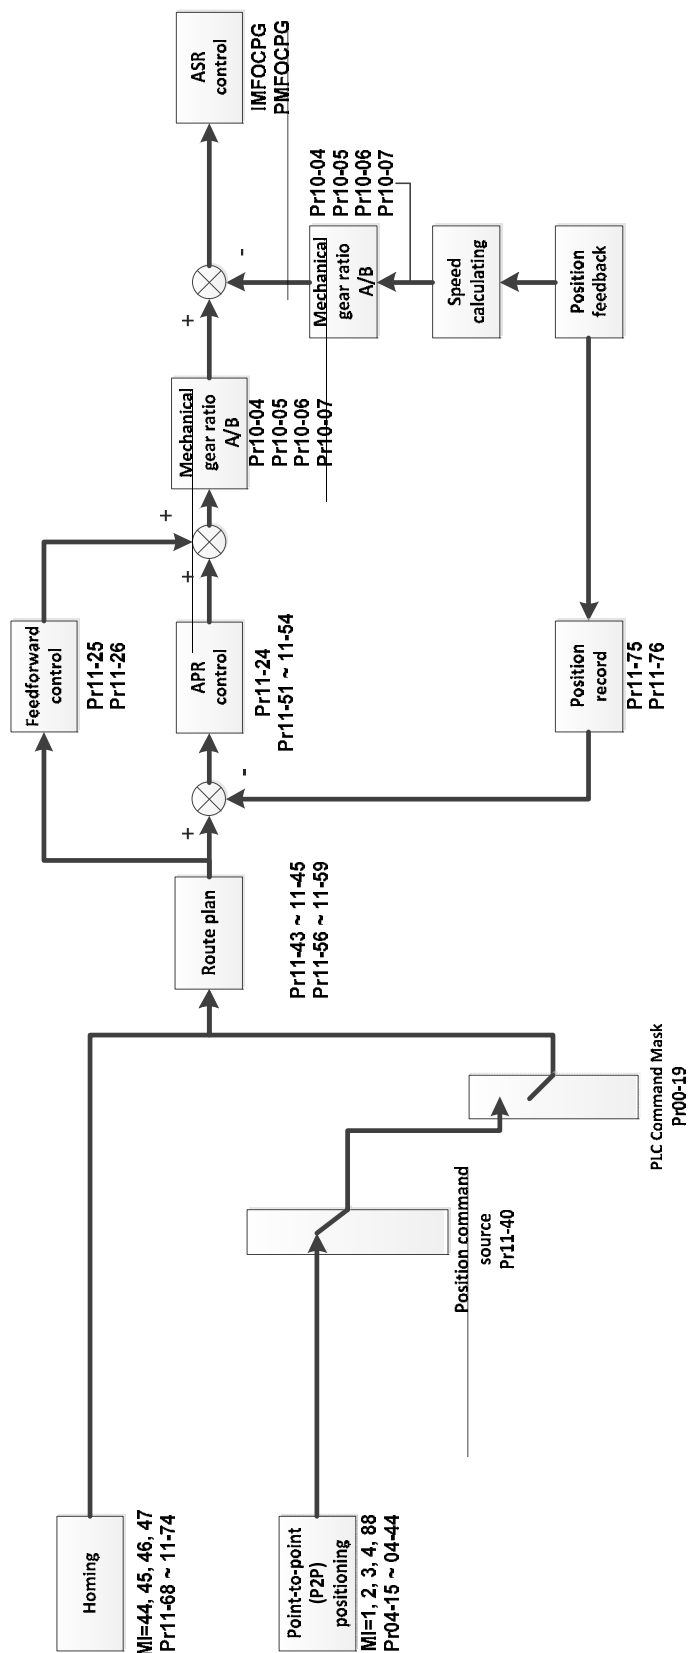 Homing
MI=44, 45, 46, 47
Pr11-68 ~ 11-74
Point-to-point
(P2P)
positioning
MI=1, 2, 3, 4, 88
Pr04-15 ~ 04-44
Position command
source
Pr11-40
PLC Command Mask
Pr00-19
Route plan
Pr11-43 ~ 11-45
Pr11-56 ~ 11-59
+
-
Feedforward
control
Pr11-25
Pr11-26
APR
control
Pr11-24
Pr11-51 ~ 11-54
Position
record
Pr11-75
Pr11-76
+
+
Mechanical
gear ratio
A/B
Pr10-04
Pr10-05
Pr10-06
Pr10-07
+
-
Mechanical
gear ratio
A/B
Pr10-04
Pr10-05
Pr10-06
Pr10-07
Speed
calculating
Position
feedback
ASR
control
IMFOCPG
PMFOCPG